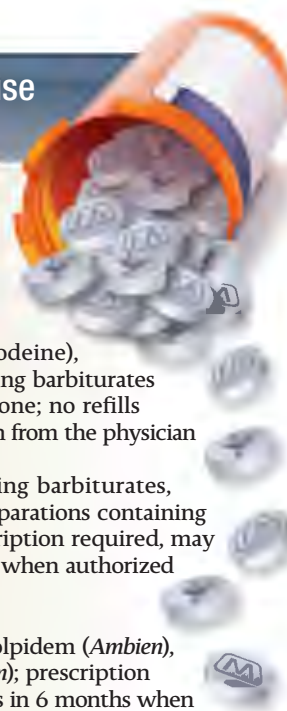 se
odeine),
ng barbiturates
one; no refills
n from the physician
ing barbiturates,
parations containing
ription required, may
when authorized
olpidem (Ambien),
m); prescription
s in 6 months when